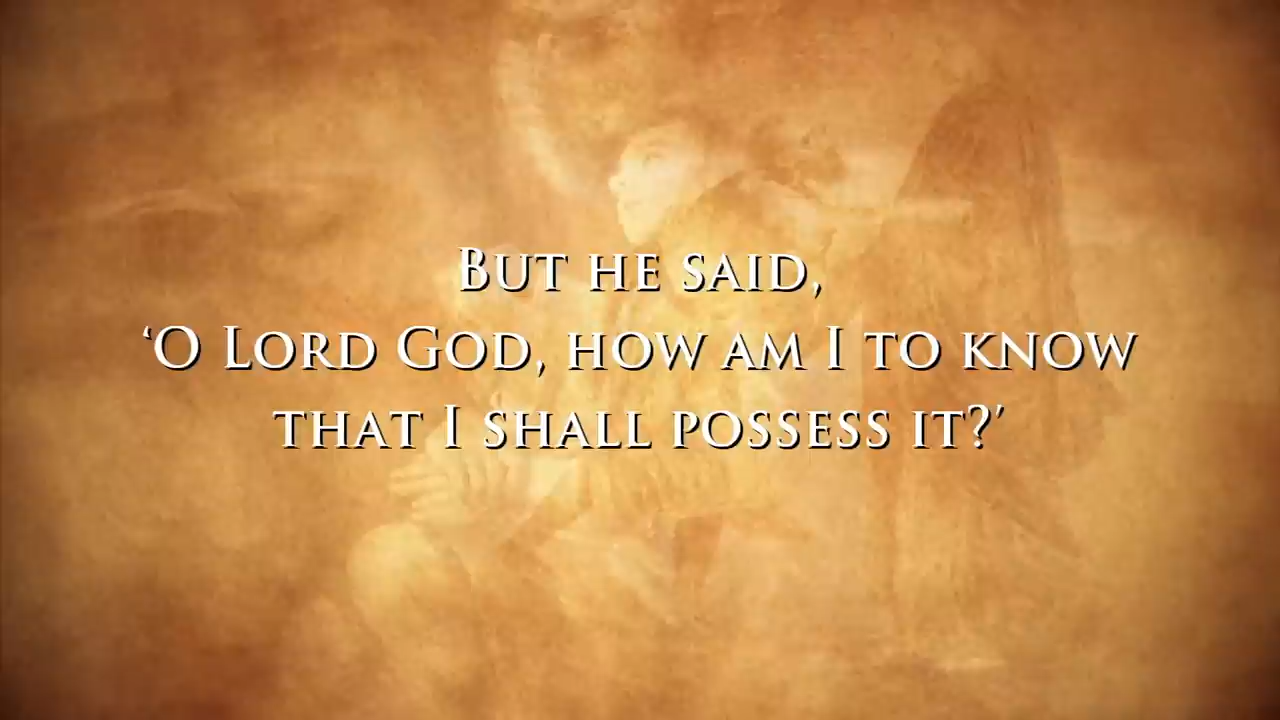 But he said,
‘O Lord God, how am I to know
that I shall possess it?’